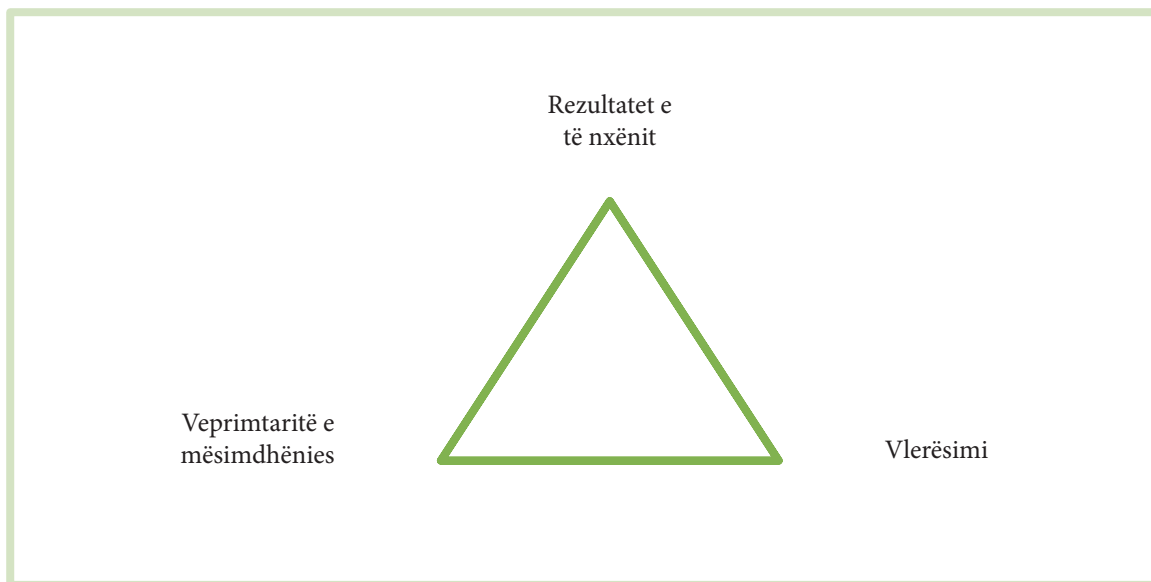 Rezultatet e
të nxënit
Veprimtaritë e
mësimdhënies
Vlerësimi